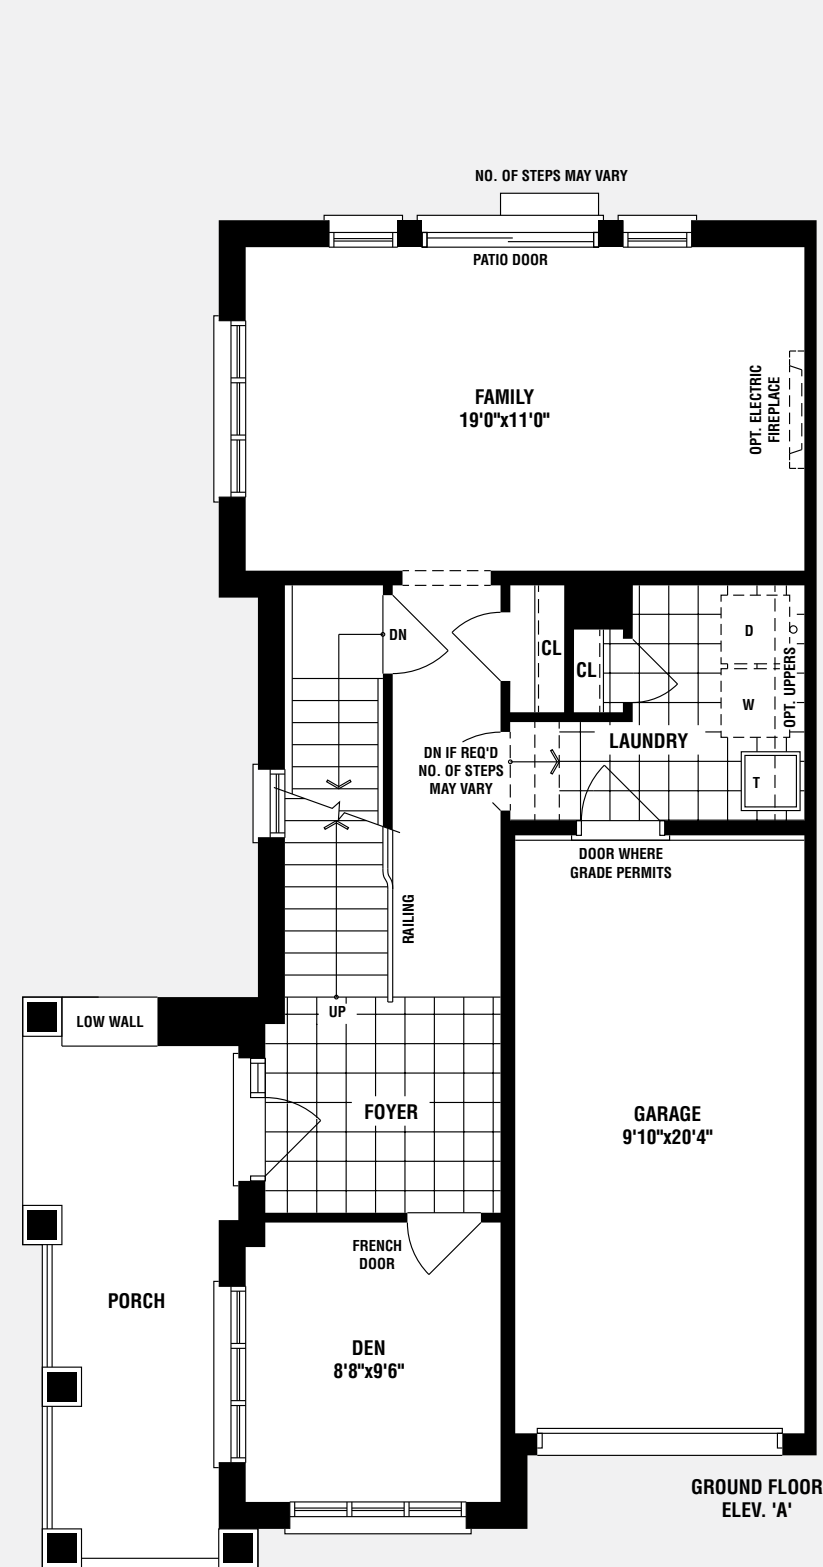 NO. OF STEPS MAY VARY
PATIO DOOR
FAMILY
19'0"x11'0"
OPT. ELECTRIC
FIREPLACE
DN
CL
CL
D
W
OPT. UPPERS
LAUNDRY
T
DN IF REQ'D
NO. OF STEPS
MAY VARY
DOOR WHERE
GRADE PERMITS
RAILING
UP
LOW WALL
FOYER
GARAGE
9'10"x20'4"
FRENCH
DOOR
PORCH
DEN
8'8"x9'6"
GROUND FLOOR
ELEV. 'A'